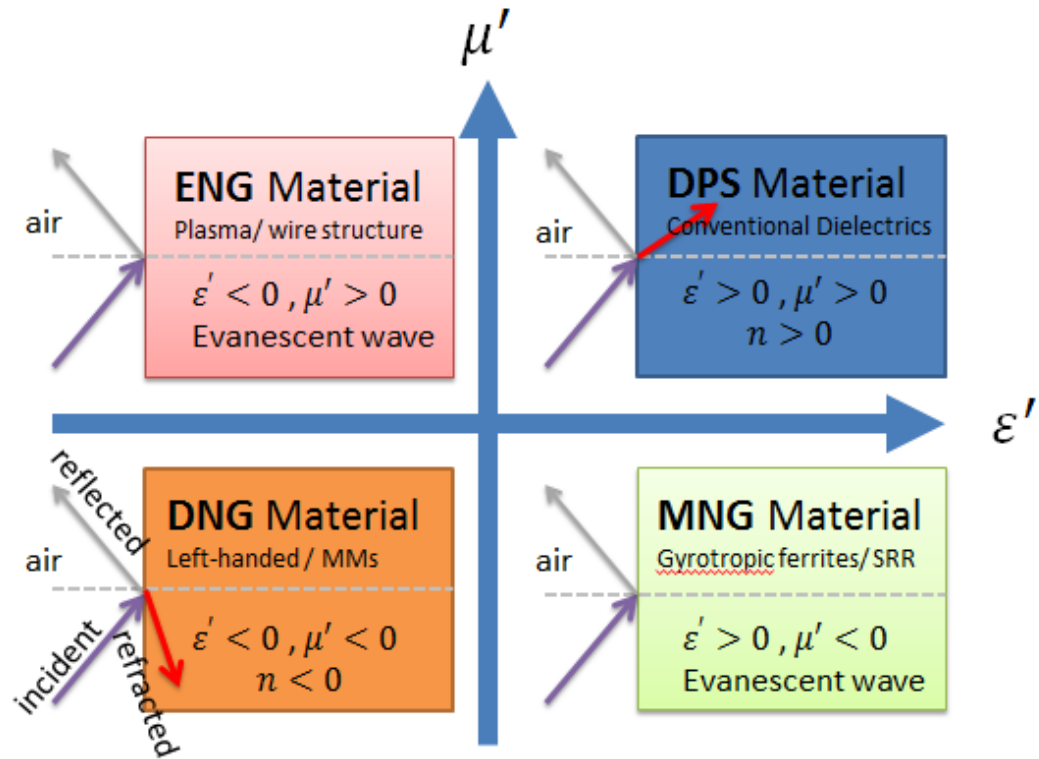 μ′
ENG Material
Plasma/ wire structure
ε′ < 0 , μ′ > 0
Evanescent wave
air
DPS Material
Conventional Dielectrics
ε′ > 0 , μ′ > 0
n > 0
air
ε′
DNG Material
Left-handed / MMs
ε′ < 0 , μ′ < 0
n < 0
reflected
air
incident
refracted
MNG Material
Gyrotropic ferrites/ SRR
ε′ > 0 , μ′ < 0
Evanescent wave
air